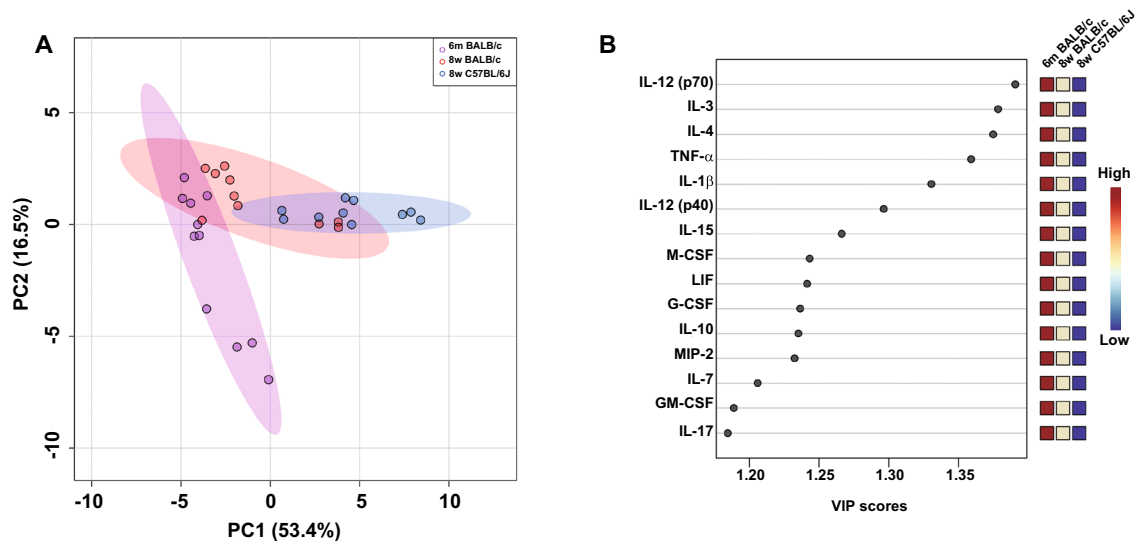 A
6m BALB/c
8w BALB/c
8w C57BL/6J
5
0
-5
-10
-10
-5
0
5
10
PC2 (16.5%)
PC1 (53.4%)
B
6m BALB/c
8w BALB/c
8w C57BL/6J
IL-12 (p70)
IL-3
IL-4
TNF-α
IL-1β
IL-12 (p40)
IL-15
M-CSF
LIF
G-CSF
IL-10
MIP-2
IL-7
GM-CSF
IL-17
1.20
1.25
1.30
1.35
VIP scores
High
Low